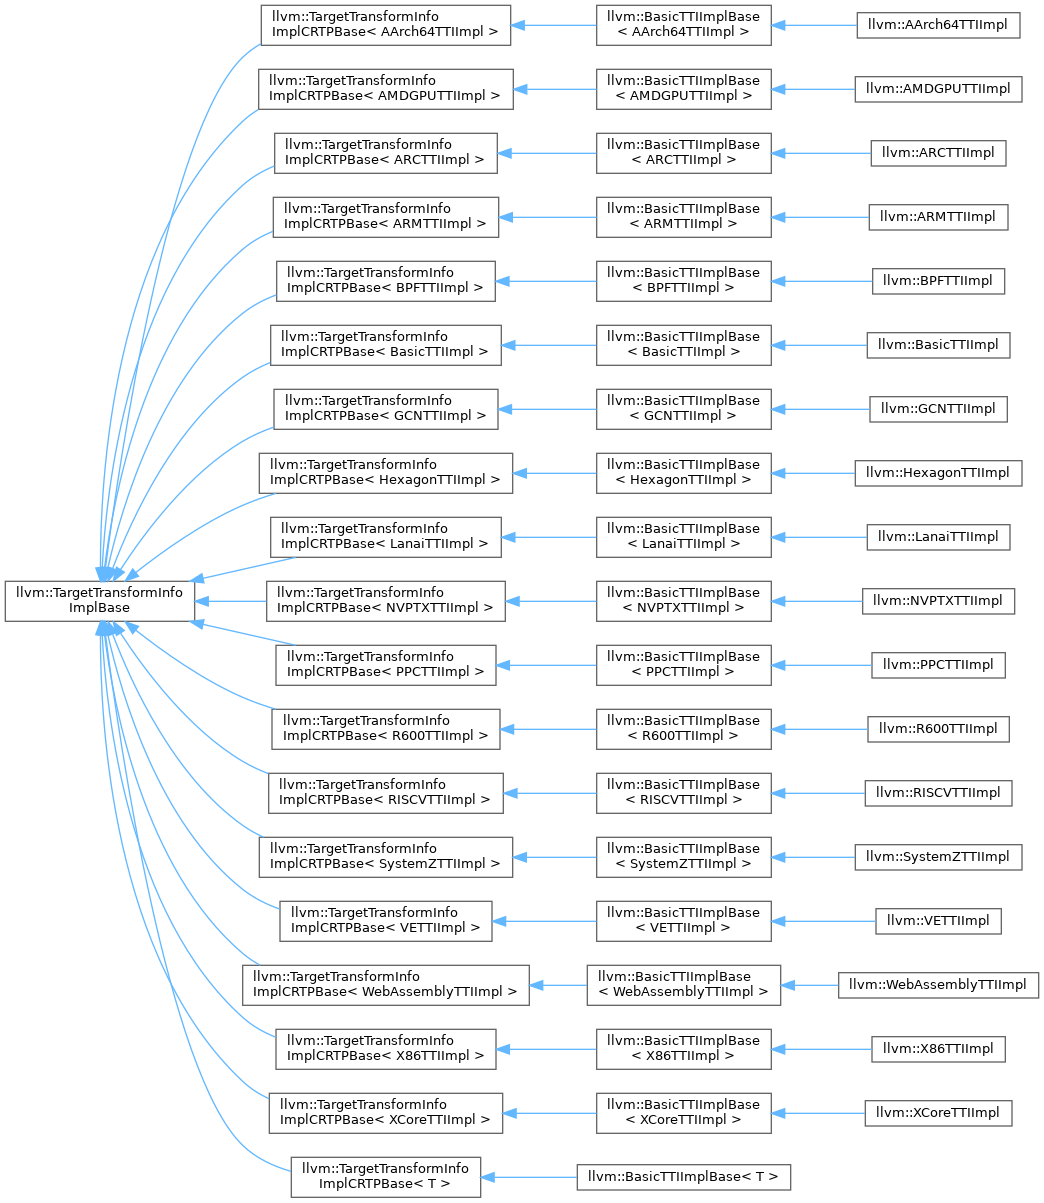 llvm::TargetTransformInfo
ImplCRTPBase< AArch64TTIImpl >
llvm::BasicTTIImplBase
< AArch64TTIImpl >
llvm::AArch64TTIImpl
llvm::TargetTransformInfo
ImplCRTPBase< AMDGPUTTIImpl >
llvm::BasicTTIImplBase
< AMDGPUTTIImpl >
llvm::AMDGPUTTIImpl
llvm::TargetTransformInfo
ImplCRTPBase< ARCTTIImpl >
llvm::BasicTTIImplBase
< ARCTTIImpl >
llvm::ARCTTIImpl
llvm::TargetTransformInfo
ImplCRTPBase< ARMTTIImpl >
llvm::BasicTTIImplBase
< ARMTTIImpl >
llvm::ARMTTIImpl
llvm::TargetTransformInfo
ImplCRTPBase< BPFTTIImpl >
llvm::BasicTTIImplBase
< BPFTTIImpl >
llvm::BPFTTIImpl
llvm::TargetTransformInfo
ImplCRTPBase< BasicTTIImpl >
llvm::BasicTTIImplBase
< BasicTTIImpl >
llvm::BasicTTIImpl
llvm::TargetTransformInfo
ImplCRTPBase< GCNTTIImpl >
llvm::BasicTTIImplBase
< GCNTTIImpl >
llvm::GCNTTIImpl
llvm::TargetTransformInfo
ImplCRTPBase< HexagonTTIImpl >
llvm::BasicTTIImplBase
< HexagonTTIImpl >
llvm::HexagonTTIImpl
llvm::TargetTransformInfo
ImplCRTPBase< LanaiTTIImpl >
llvm::BasicTTIImplBase
< LanaiTTIImpl >
llvm::LanaiTTIImpl
llvm::TargetTransformInfo
ImplBase
llvm::TargetTransformInfo
ImplCRTPBase< NVPTXTTIImpl >
llvm::BasicTTIImplBase
< NVPTXTTIImpl >
llvm::NVPTXTTIImpl
llvm::TargetTransformInfo
ImplCRTPBase< PPCTTIImpl >
llvm::BasicTTIImplBase
< PPCTTIImpl >
llvm::PPCTTIImpl
llvm::TargetTransformInfo
ImplCRTPBase< R600TTIImpl >
llvm::BasicTTIImplBase
< R600TTIImpl >
llvm::R600TTIImpl
llvm::TargetTransformInfo
ImplCRTPBase< RISCVTTIImpl >
llvm::BasicTTIImplBase
< RISCVTTIImpl >
llvm::RISCVTTIImpl
llvm::TargetTransformInfo
ImplCRTPBase< SystemZTTIImpl >
llvm::BasicTTIImplBase
< SystemZTTIImpl >
llvm::SystemZTTIImpl
llvm::TargetTransformInfo
ImplCRTPBase< VETTIImpl >
llvm::BasicTTIImplBase
< VETTIImpl >
llvm::VETTIImpl
llvm::TargetTransformInfo
ImplCRTPBase< WebAssemblyTTIImpl >
llvm::BasicTTIImplBase
< WebAssemblyTTIImpl >
llvm::WebAssemblyTTIImpl
llvm::TargetTransformInfo
ImplCRTPBase< X86TTIImpl >
llvm::BasicTTIImplBase
< X86TTIImpl >
llvm::X86TTIImpl
llvm::TargetTransformInfo
ImplCRTPBase< XCoreTTIImpl >
llvm::BasicTTIImplBase
< XCoreTTIImpl >
llvm::XCoreTTIImpl
llvm::TargetTransformInfo
ImplCRTPBase< T >
llvm::BasicTTIImplBase< T >